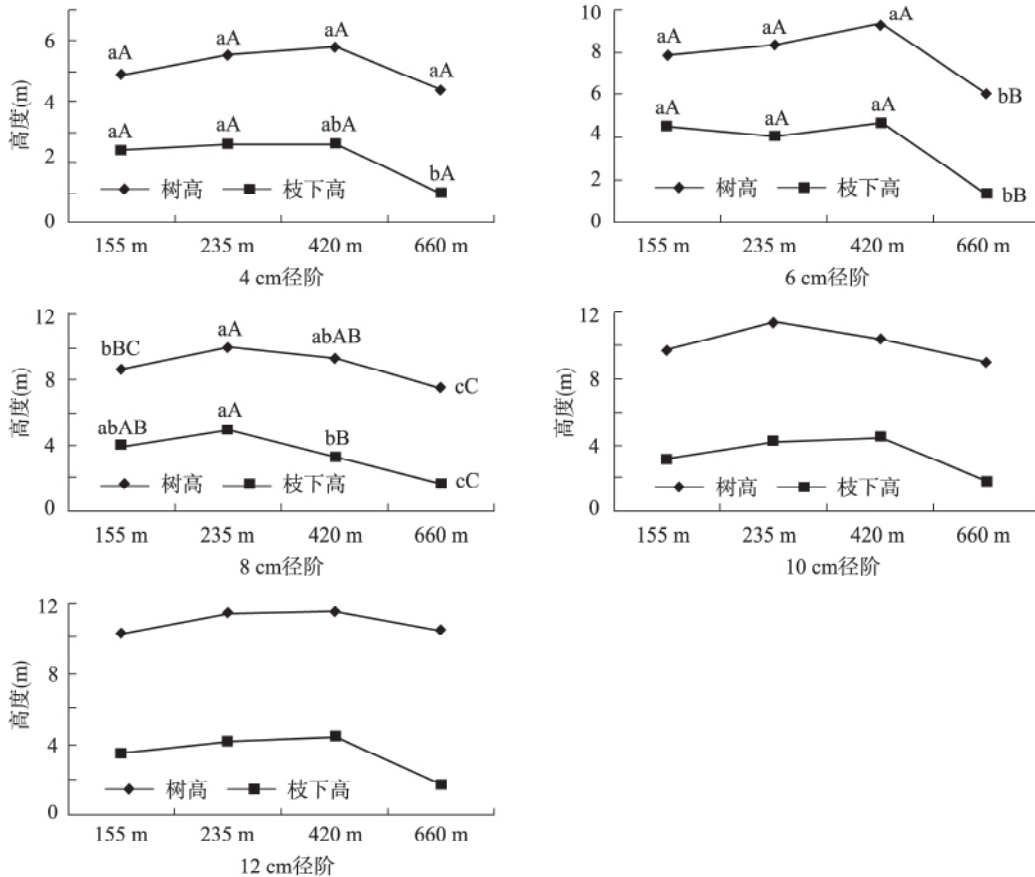 aA aA aA aA
aA aA abA bA
高度(m)
6
4
2
0
树高 枝下高
155 m 235 m 420 m 660 m
4 cm径阶
aA aA aA bB
aA aA aA bB
10
8
6
4
2
0
树高 枝下高
155 m 235 m 420 m 660 m
6 cm径阶
bBC aA abAB cC
abAB aA bB cC
高度(m)
12
8
4
0
树高 枝下高
155 m 235 m 420 m 660 m
8 cm径阶
高度(m)
12
8
4
0
树高 枝下高
155 m 235 m 420 m 660 m
10 cm径阶
高度(m)
12
8
4
0
树高 枝下高
155 m 235 m 420 m 660 m
12 cm径阶